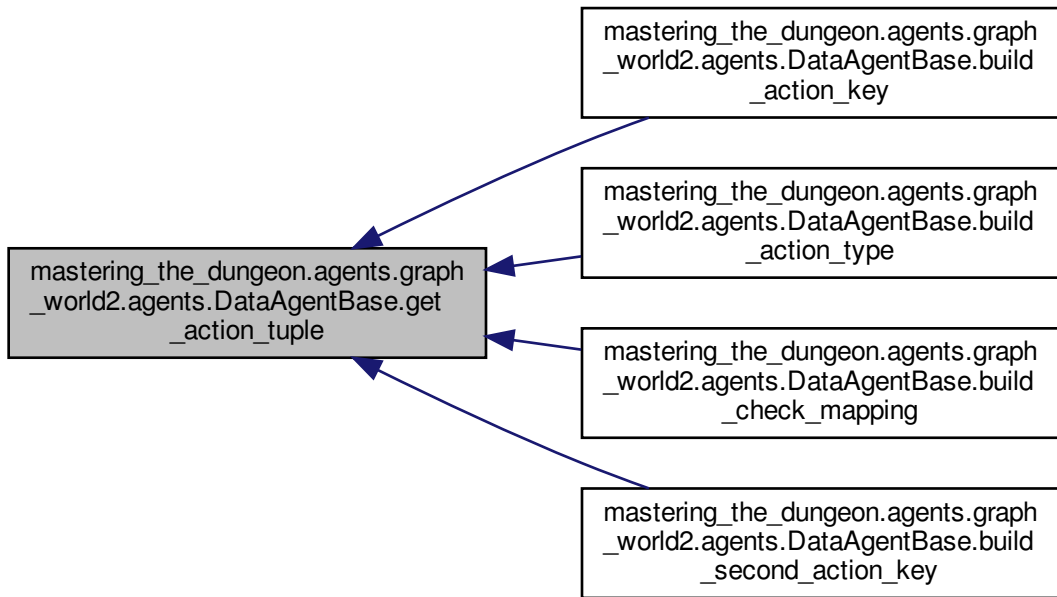 mastering_the_dungeon.agents.graph
_world2.agents.DataAgentBase.build
_action_key
mastering_the_dungeon.agents.graph
_world2.agents.DataAgentBase.build
_action_type
mastering_the_dungeon.agents.graph
_world2.agents.DataAgentBase.get
_action_tuple
mastering_the_dungeon.agents.graph
_world2.agents.DataAgentBase.build
_check_mapping
mastering_the_dungeon.agents.graph
_world2.agents.DataAgentBase.build
_second_action_key